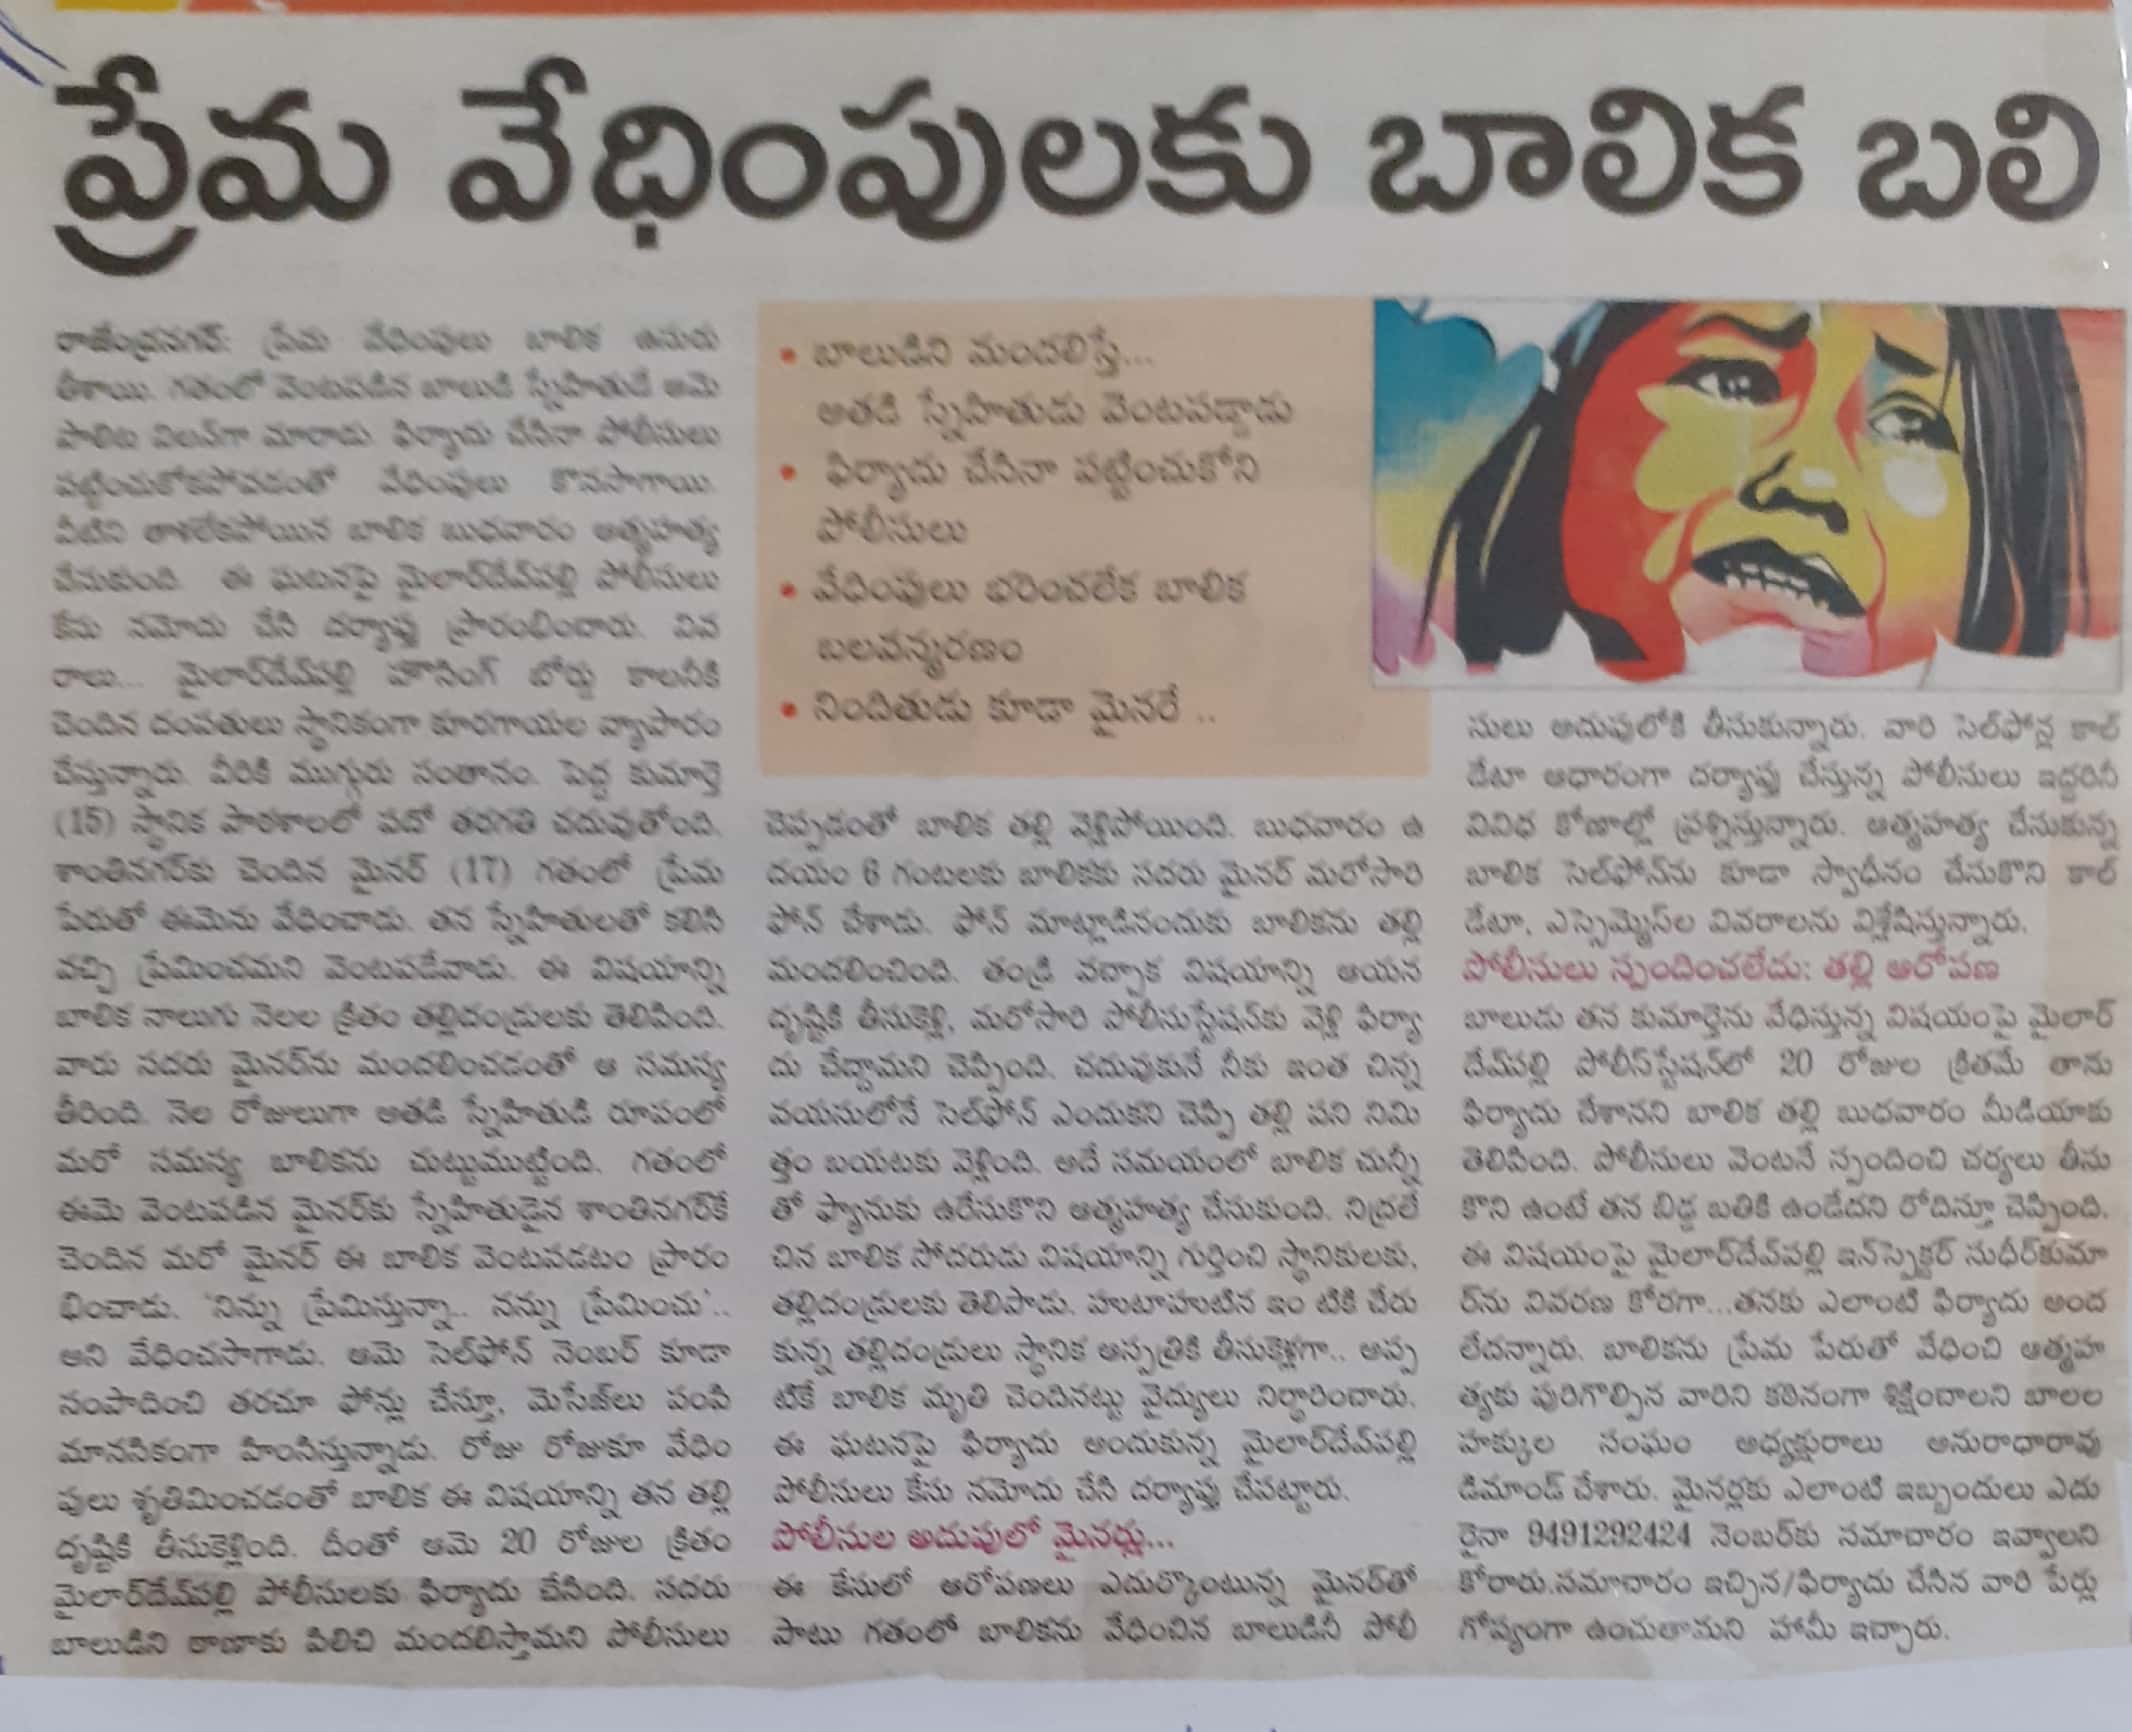 ప్రేమ వేధింపులకు బాలిక బలి
రాజేంద్రనగర్: ప్రేమ వేధింపులు బాలిక ఉసురు
తీశాయి. గతంలో వెంటపడిన బాలుడి స్నేహితుడే ఆమె
పాలిట విలన్‌గా మారాడు. ఫిర్యాదు చేసినా పోలీసులు
పట్టించుకోకపోవడంతో వేధింపులు కొనసాగాయి.
వీటిని తాళలేకపోయిన బాలిక బుధవారం ఆత్మహత్య
చేసుకుంది. ఈ ఘటనపై మైలార్‌దేవ్‌పల్లి పోలీసులు
కేసు నమోదు చేసి దర్యాప్తు ప్రారంభించారు. వివ
రాలు... మైలార్‌దేవ్‌పల్లి హౌసింగ్ బోర్డు కాలనీకి
చెందిన దంపతులు స్థానికంగా కూరగాయల వ్యాపారం
చేస్తున్నారు. వీరికి ముగ్గురు సంతానం. పెద్ద కుమార్తె
(15) స్థానిక పాఠశాలలో పదో తరగతి చదువుతోంది.
శాంతినగర్‌కు చెందిన మైనర్ (17) గతంలో ప్రేమ
పేరుతో ఈమెను వేధించాడు. తన స్నేహితులతో కలిసి
వచ్చి ప్రేమించమని వెంటపడేవాడు. ఈ విషయాన్ని
బాలిక నాలుగు నెలల క్రితం తల్లిదండ్రులకు తెలిపింది.
వారు సదరు మైనర్‌ను మందలించడంతో ఆ సమస్య
తీరింది. నెల రోజులుగా అతడి స్నేహితుడి రూపంలో
మరో సమస్య బాలికను చుట్టుముట్టింది. గతంలో
ఈమె వెంటపడిన మైనర్‌కు స్నేహితుడైన శాంతినగర్‌కే
చెందిన మరో మైనర్ ఈ బాలిక వెంటపడటం ప్రారం
భించాడు. 'నిన్ను ప్రేమిస్తున్నా.. నన్ను ప్రేమించు'..
అని వేధించసాగాడు. ఆమె సెల్‌ఫోన్ నెంబర్ కూడా
సంపాదించి తరచూ ఫోన్లు చేస్తూ, మెసేజ్‌లు పంపి
మానసికంగా హింసిస్తున్నాడు. రోజు రోజుకూ వేధిం
పులు శృతిమించడంతో బాలిక ఈ విషయాన్ని తన తల్లి
దృష్టికి తీసుకెళ్లింది. దీంతో ఆమె 20 రోజుల క్రితం
మైలార్‌దేవ్‌పల్లి పోలీసులకు ఫిర్యాదు చేసింది. సదరు
బాలుడిని ఠాణాకు పిలిచి మందలిస్తామని పోలీసులు
• బాలుడిని మందలిస్తే...
అతడి స్నేహితుడు వెంటపడ్డాడు
• ఫిర్యాదు చేసినా పట్టించుకోని
పోలీసులు
• వేధింపులు భరించలేక బాలిక
బలవన్మరణం
• నిందితుడు కూడా మైనరే ..
చెప్పడంతో బాలిక తల్లి వెళ్లిపోయింది. బుధవారం ఉ
దయం 6 గంటలకు బాలికకు సదరు మైనర్ మరోసారి
ఫోన్ చేశాడు. ఫోన్ మాట్లాడినందుకు బాలికను తల్లి
మందలించింది. తండ్రి వచ్చాక విషయాన్ని ఆయన
దృష్టికి తీసుకెళ్లి, మరోసారి పోలీసుస్టేషన్‌కు వెళ్లి ఫిర్యా
దు చేద్దామని చెప్పింది. చదువుకునే నీకు ఇంత చిన్న
వయసులోనే సెల్‌ఫోన్ ఎందుకని చెప్పి తల్లి పని నిమి
త్తం బయటకు వెళ్లింది. అదే సమయంలో బాలిక చున్నీ
తో ఫ్యానుకు ఉరేసుకొని ఆత్మహత్య చేసుకుంది. నిద్రలే
చిన బాలిక సోదరుడు విషయాన్ని గుర్తించి స్థానికులకు,
తల్లిదండ్రులకు తెలిపాడు. హుటాహుటిన ఇం టికి చేరు
కున్న తల్లిదండ్రులు స్థానిక ఆస్పత్రికి తీసుకెళ్లగా.. అప్ప
టికే బాలిక మృతి చెందినట్టు వైద్యులు నిర్ధారించారు.
ఈ ఘటనపై ఫిర్యాదు అందుకున్న మైలార్‌దేవ్‌పల్లి
పోలీసులు కేసు నమోదు చేసి దర్యాప్తు చేపట్టారు.
పోలీసుల అదుపులో మైనర్లు...
ఈ కేసులో ఆరోపణలు ఎదుర్కొంటున్న మైనర్‌తో
పాటు గతంలో బాలికను వేధించిన బాలుడినీ పోలీ
సులు అదుపులోకి తీసుకున్నారు. వారి సెల్‌ఫోన్ల కాల్
డేటా ఆధారంగా దర్యాప్తు చేస్తున్న పోలీసులు ఇద్దరినీ
వివిధ కోణాల్లో ప్రశ్నిస్తున్నారు. ఆత్మహత్య చేసుకున్న
బాలిక సెల్‌ఫోన్‌ను కూడా స్వాధీనం చేసుకొని కాల్
డేటా, ఎస్సెమ్మెస్‌ల వివరాలను విశ్లేషిస్తున్నారు.
పోలీసులు స్పందించలేదు: తల్లి ఆరోపణ
బాలుడు తన కుమార్తెను వేధిస్తున్న విషయంపై మైలార్
దేవ్‌పల్లి పోలీస్‌స్టేషన్‌లో 20 రోజుల క్రితమే తాను
ఫిర్యాదు చేశానని బాలిక తల్లి బుధవారం మీడియాకు
తెలిపింది. పోలీసులు వెంటనే స్పందించి చర్యలు తీసు
కొని ఉంటే తన బిడ్డ బతికి ఉండేదని రోదిస్తూ చెప్పింది.
ఈ విషయంపై మైలార్‌దేవ్‌పల్లి ఇన్‌స్పెక్టర్ సుధీర్‌కుమా
ర్‌ను వివరణ కోరగా...తనకు ఎలాంటి ఫిర్యాదు అంద
లేదన్నారు. బాలికను ప్రేమ పేరుతో వేధించి ఆత్మహ
త్యకు పురిగొల్పిన వారిని కఠినంగా శిక్షించాలని బాలల
హక్కుల సంఘం అధ్యక్షురాలు అనురాధారావు
డిమాండ్ చేశారు. మైనర్లకు ఎలాంటి ఇబ్బందులు ఎదు
రైనా 9491292424 నెంబర్‌కు సమాచారం ఇవ్వాలని
కోరారు.సమాచారం ఇచ్చిన/ఫిర్యాదు చేసిన వారి పేర్లు
గోప్యంగా ఉంచుతామని హామీ ఇచ్చారు.